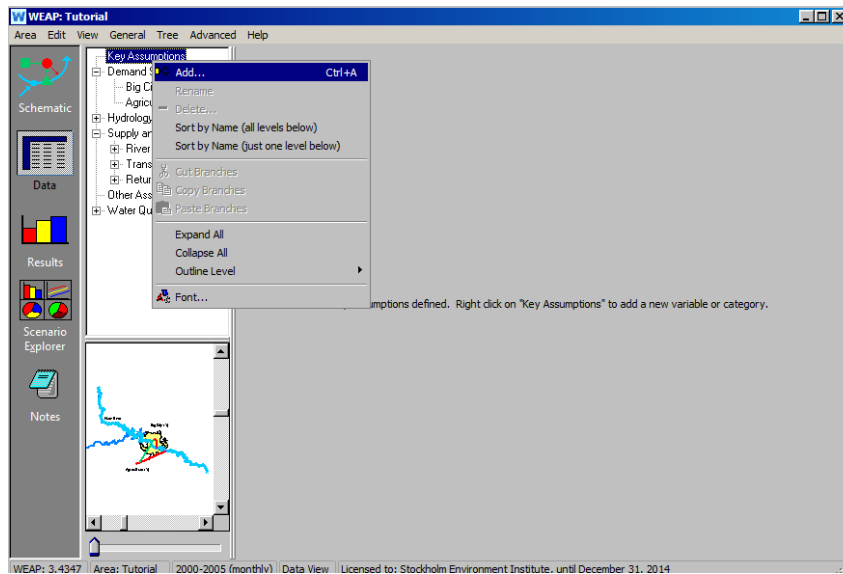 WEAP: Tutorial
Area Edit View General Tree Advanced Help
Schematic
Data
Results
Scenario
Explorer
Notes
Key Assumptions
Demand S
Big Ci
Agricu
Hydrology
Supply an
River
Trans
Retur
Other Ass
Water Qu
Add... Ctrl+A
Rename
Delete...
Sort by Name (all levels below)
Sort by Name (just one level below)
Cut Branches
Copy Branches
Paste Branches
Expand All
Collapse All
Outline Level
Font...
umptions defined. Right click on "Key Assumptions" to add a new variable or category.
WEAP: 3.4347 Area: Tutorial 2000-2005 (monthly) Data View Licensed to: Stockholm Environment Institute, until December 31, 2014